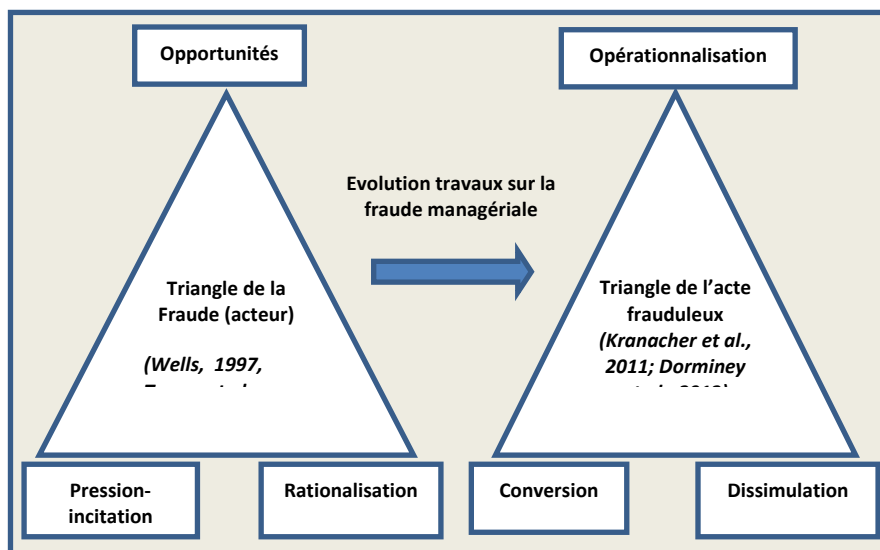 Opportunités
Opérationnalisation
Evolution travaux sur la
fraude managériale
Triangle de la
Fraude (acteur)
(Wells, 1997,
Triangle de l’acte
frauduleux
(Kranacher et al.,
2011; Dorminey
Pression-
incitation
Rationalisation
Conversion
Dissimulation